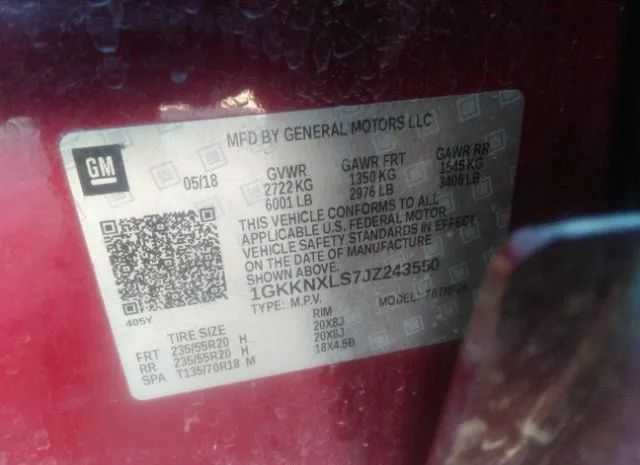 MFD BY GENERAL MOTORS LLC
GM
05/18
GVWR GAWR FRT GAWR RR
2722 KG 1350 KG 1545 KG
6001 LB 2976 LB 3406 LB
THIS VEHICLE CONFORMS TO ALL
APPLICABLE U.S. FEDERAL MOTOR
VEHICLE SAFETY STANDARDS IN EFFECT
ON THE DATE OF MANUFACTURE
SHOWN ABOVE.
1GKKNXLS7JZ243550
TYPE: M.P.V. MODEL:
405Y
TIRE SIZE RIM
FRT 235/55R20 H 20X8J
RR 235/55R20 H 20X8J
SPA T135/70R18 M 18X4.5B